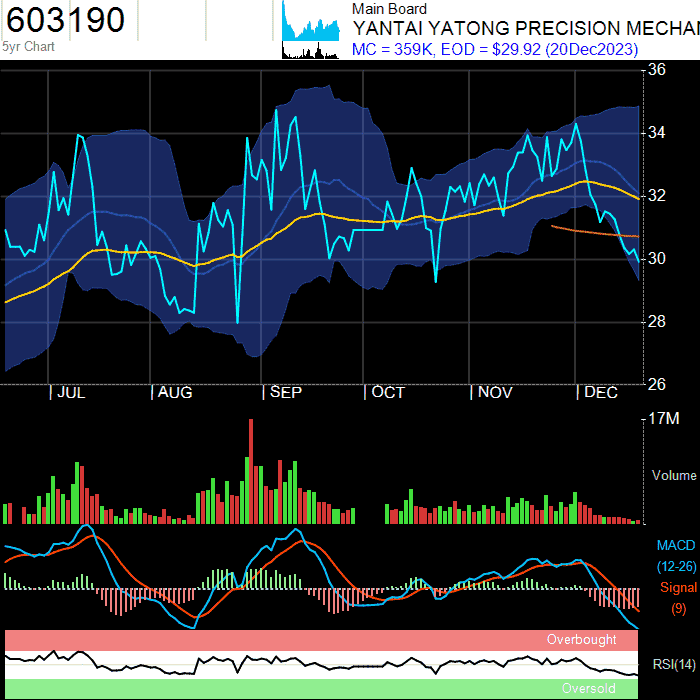 603190
5yr Chart
Main Board
YANTAI YATONG PRECISION MECHAN
MC = 359K, EOD = $29.92 (20Dec2023)
36
34
32
30
28
26
| JUL | AUG | SEP | OCT | NOV | DEC
17M
Volume
MACD
(12-26)
Signal
(9)
Overbought
RSI(14)
Oversold